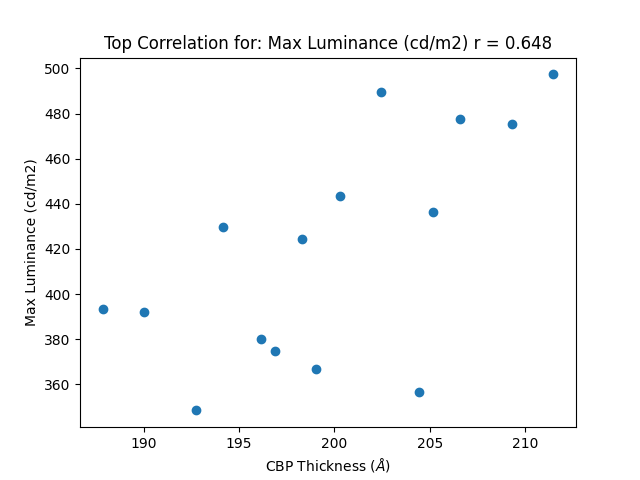 Top Correlation for: Max Luminance (cd/m2) r = 0.648
500
480
460
440
420
400
380
360
Max Luminance (cd/m2)
190 195 200 205 210
CBP Thickness (Å)